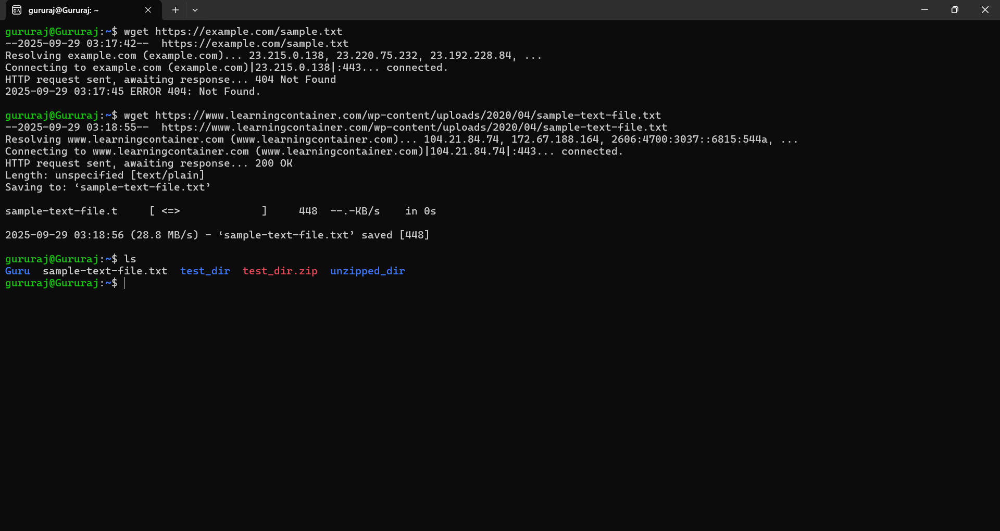 gururaj@Gururaj: ~
gururaj@Gururaj:~$ wget https://example.com/sample.txt
--2025-09-29 03:17:42--  https://example.com/sample.txt
Resolving example.com (example.com)... 23.215.0.138, 23.220.75.232, 23.192.228.84, ...
Connecting to example.com (example.com)|23.215.0.138|:443... connected.
HTTP request sent, awaiting response... 404 Not Found
2025-09-29 03:17:45 ERROR 404: Not Found.
gururaj@Gururaj:~$ wget https://www.learningcontainer.com/wp-content/uploads/2020/04/sample-text-file.txt
--2025-09-29 03:18:55--  https://www.learningcontainer.com/wp-content/uploads/2020/04/sample-text-file.txt
Resolving www.learningcontainer.com (www.learningcontainer.com)... 104.21.84.74, 172.67.188.164, 2606:4700:3037::6815:544a, ...
Connecting to www.learningcontainer.com (www.learningcontainer.com)|104.21.84.74|:443... connected.
HTTP request sent, awaiting response... 200 OK
Length: unspecified [text/plain]
Saving to: ‘sample-text-file.txt’
sample-text-file.t     [ <=>             ]     448  --.-KB/s    in 0s
2025-09-29 03:18:56 (28.8 MB/s) - ‘sample-text-file.txt’ saved [448]
gururaj@Gururaj:~$ ls
Guru  sample-text-file.txt  test_dir  test_dir.zip  unzipped_dir
gururaj@Gururaj:~$